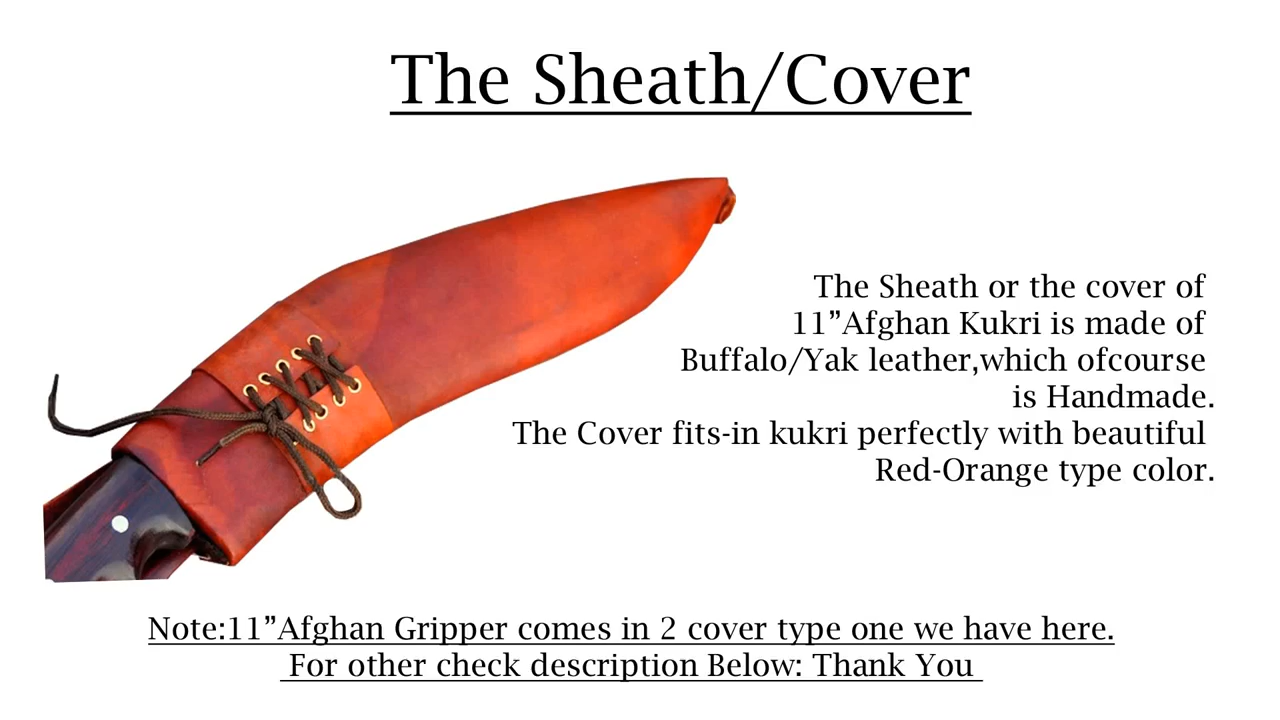 The Sheath/Cover
The Sheath or the cover of
11”Afghan Kukri is made of
Buffalo/Yak leather,which ofcourse
is Handmade.
The Cover fits-in kukri perfectly with beautiful
Red-Orange type color.
Note:11”Afghan Gripper comes in 2 cover type one we have here.
For other check description Below: Thank You